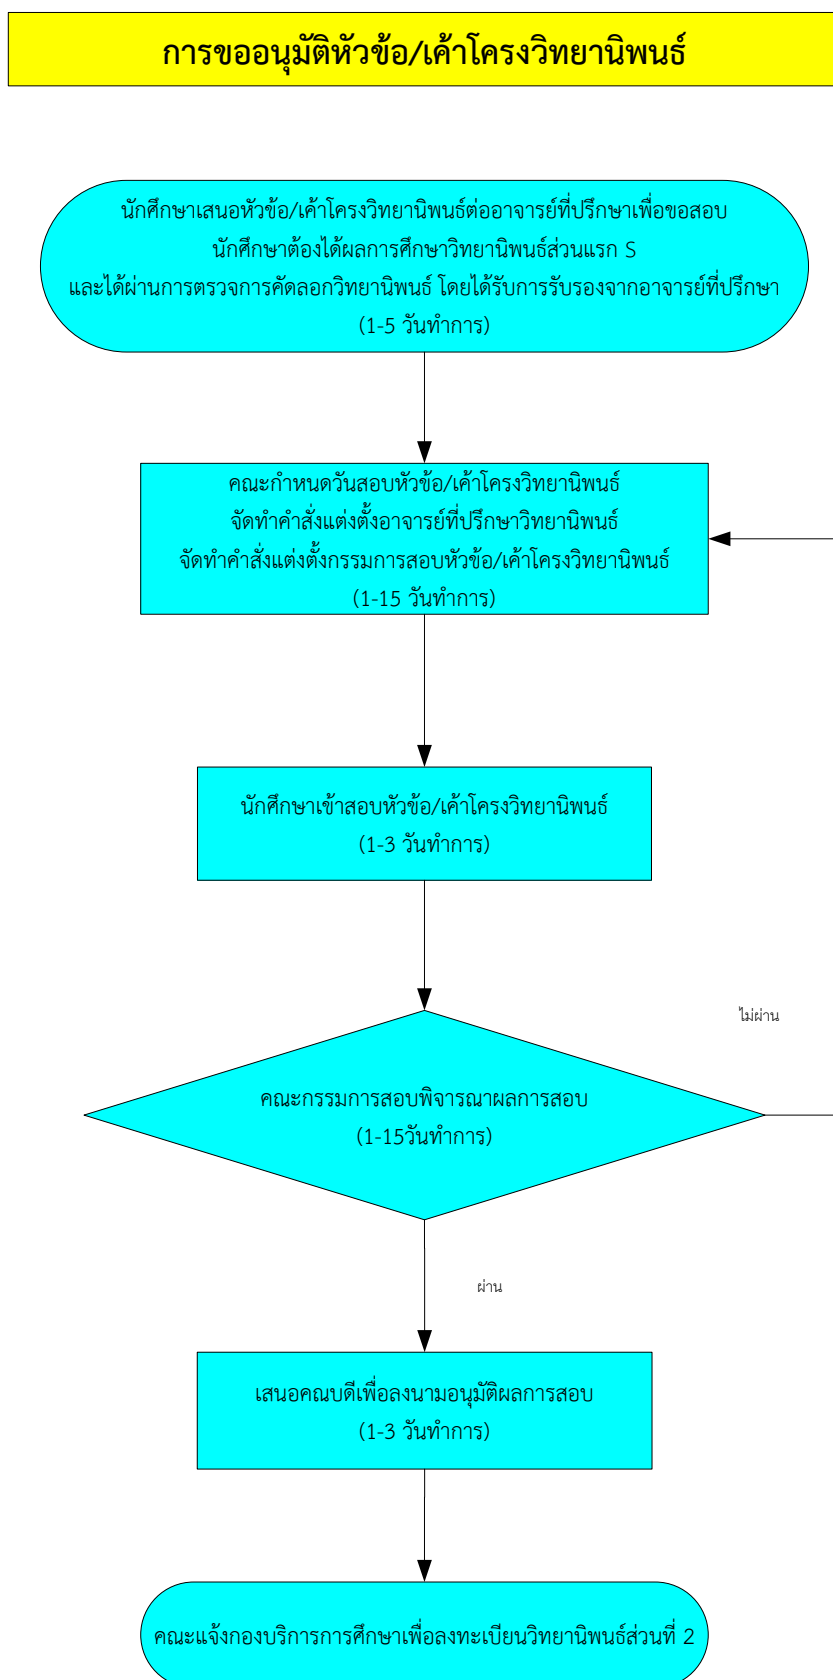 การขออนุมัติหัวข้อ/เค้าโครงวิทยานิพนธ์
นักศึกษาเสนอหัวข้อ/เค้าโครงวิทยานิพนธ์ต่ออาจารย์ที่ปรึกษาเพื่อขอสอบ
นักศึกษาต้องได้ผลการศึกษาวิทยานิพนธ์ส่วนแรก S
และได้ผ่านการตรวจการคัดลอกวิทยานิพนธ์ โดยได้รับการรับรองจากอาจารย์ที่ปรึกษา
(1-5 วันทำการ)
คณะกำหนดวันสอบหัวข้อ/เค้าโครงวิทยานิพนธ์
จัดทำคำสั่งแต่งตั้งอาจารย์ที่ปรึกษาวิทยานิพนธ์
จัดทำคำสั่งแต่งตั้งกรรมการสอบหัวข้อ/เค้าโครงวิทยานิพนธ์
(1-15 วันทำการ)
นักศึกษาเข้าสอบหัวข้อ/เค้าโครงวิทยานิพนธ์
(1-3 วันทำการ)
ไม่ผ่าน
คณะกรรมการสอบพิจารณาผลการสอบ
(1-15วันทำการ)
ผ่าน
เสนอคณบดีเพื่อลงนามอนุมัติผลการสอบ
(1-3 วันทำการ)
คณะแจ้งกองบริการการศึกษาเพื่อลงทะเบียนวิทยานิพนธ์ส่วนที่ 2